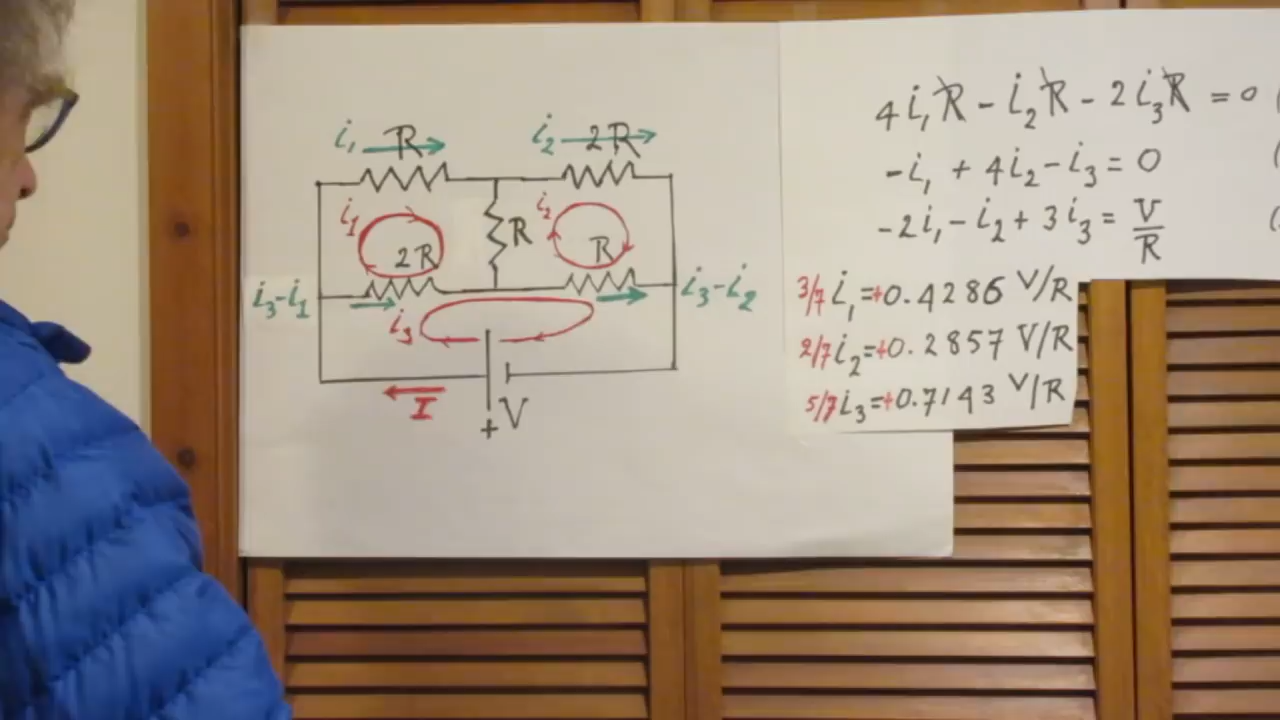 i₁ R
i₂ 2R
i₁
i₂
R
2R
R
i₃-i₁
i₃-i₂
i₃
I
+ V
4i₁R - i₂R - 2i₃R = 0 (
-i₁ + 4i₂ - i₃ = 0 (
-2i₁ - i₂ + 3i₃ = V/R (
3/7 i₁=+0.4286 V/R
2/7 i₂=+0.2857 V/R
5/7 i₃=+0.7143 V/R